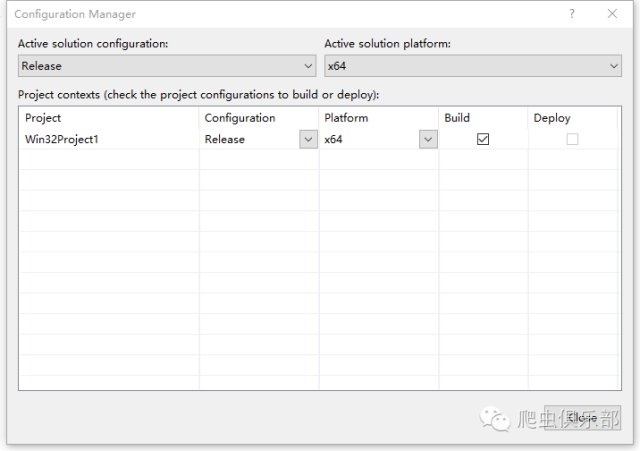 Configuration Manager
?
Active solution configuration:
Active solution platform:
Release
x64
Project contexts (check the project configurations to build or deploy):
Project Configuration Platform Build Deploy
Win32Project1 Release x64
Close
爬虫俱乐部